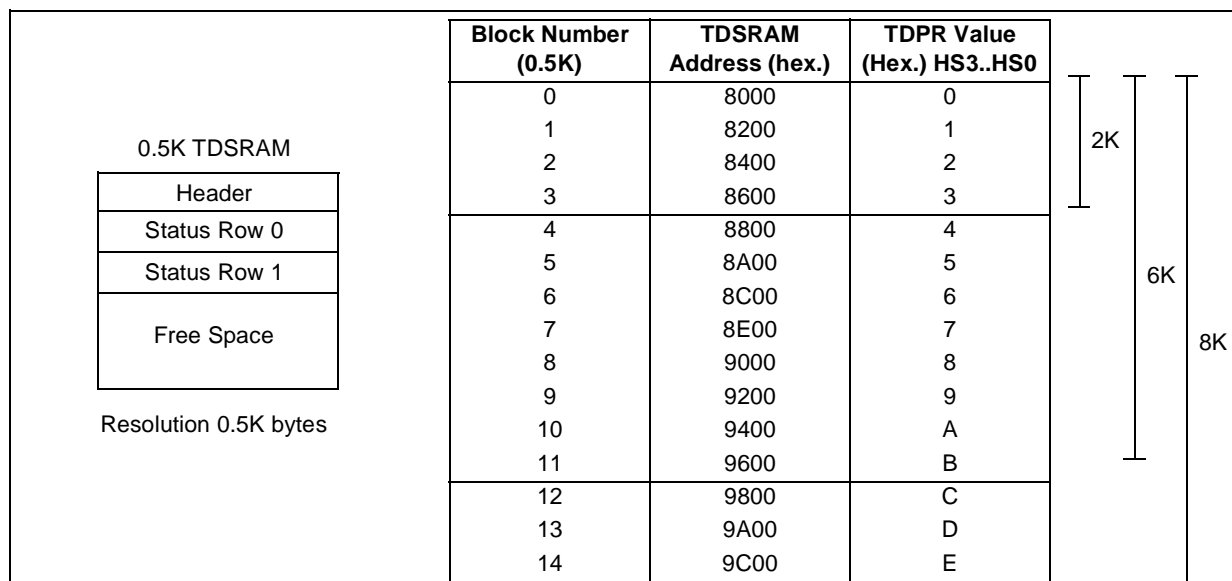 0.5K TDSRAM
Header
Status Row 0
Status Row 1
Free Space
Resolution 0.5K bytes
Block Number (0.5K) TDSRAM Address (hex.) TDPR Value (Hex.) HS3..HS0
0 8000 0
1 8200 1
2 8400 2
3 8600 3
4 8800 4
5 8A00 5
6 8C00 6
7 8E00 7
8 9000 8
9 9200 9
10 9400 A
11 9600 B
12 9800 C
13 9A00 D
14 9C00 E
2K
6K
8K